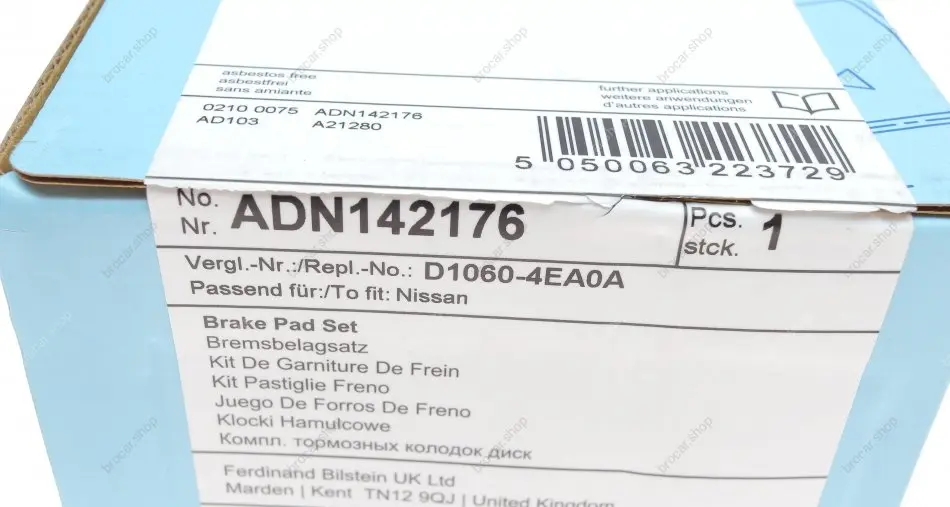 asbestos free
asbestfrei
sans amiante
further applications
weitere anwendungen
d'autres applications
0210 0075 ADN142176
AD103 A21280
5 050063 223729
No.
Nr. ADN142176
Pcs.
stck. 1
Vergl.-Nr.:/Repl.-No.: D1060-4EA0A
Passend für:/To fit: Nissan
Brake Pad Set
Bremsbelagsatz
Kit De Garniture De Frein
Kit Pastiglie Freno
Juego De Forros De Freno
Klocki Hamulcowe
Компл. тормозных колодок диск
Ferdinand Bilstein UK Ltd
Marden | Kent TN12 9QJ | United Kingdom
brocar.shop